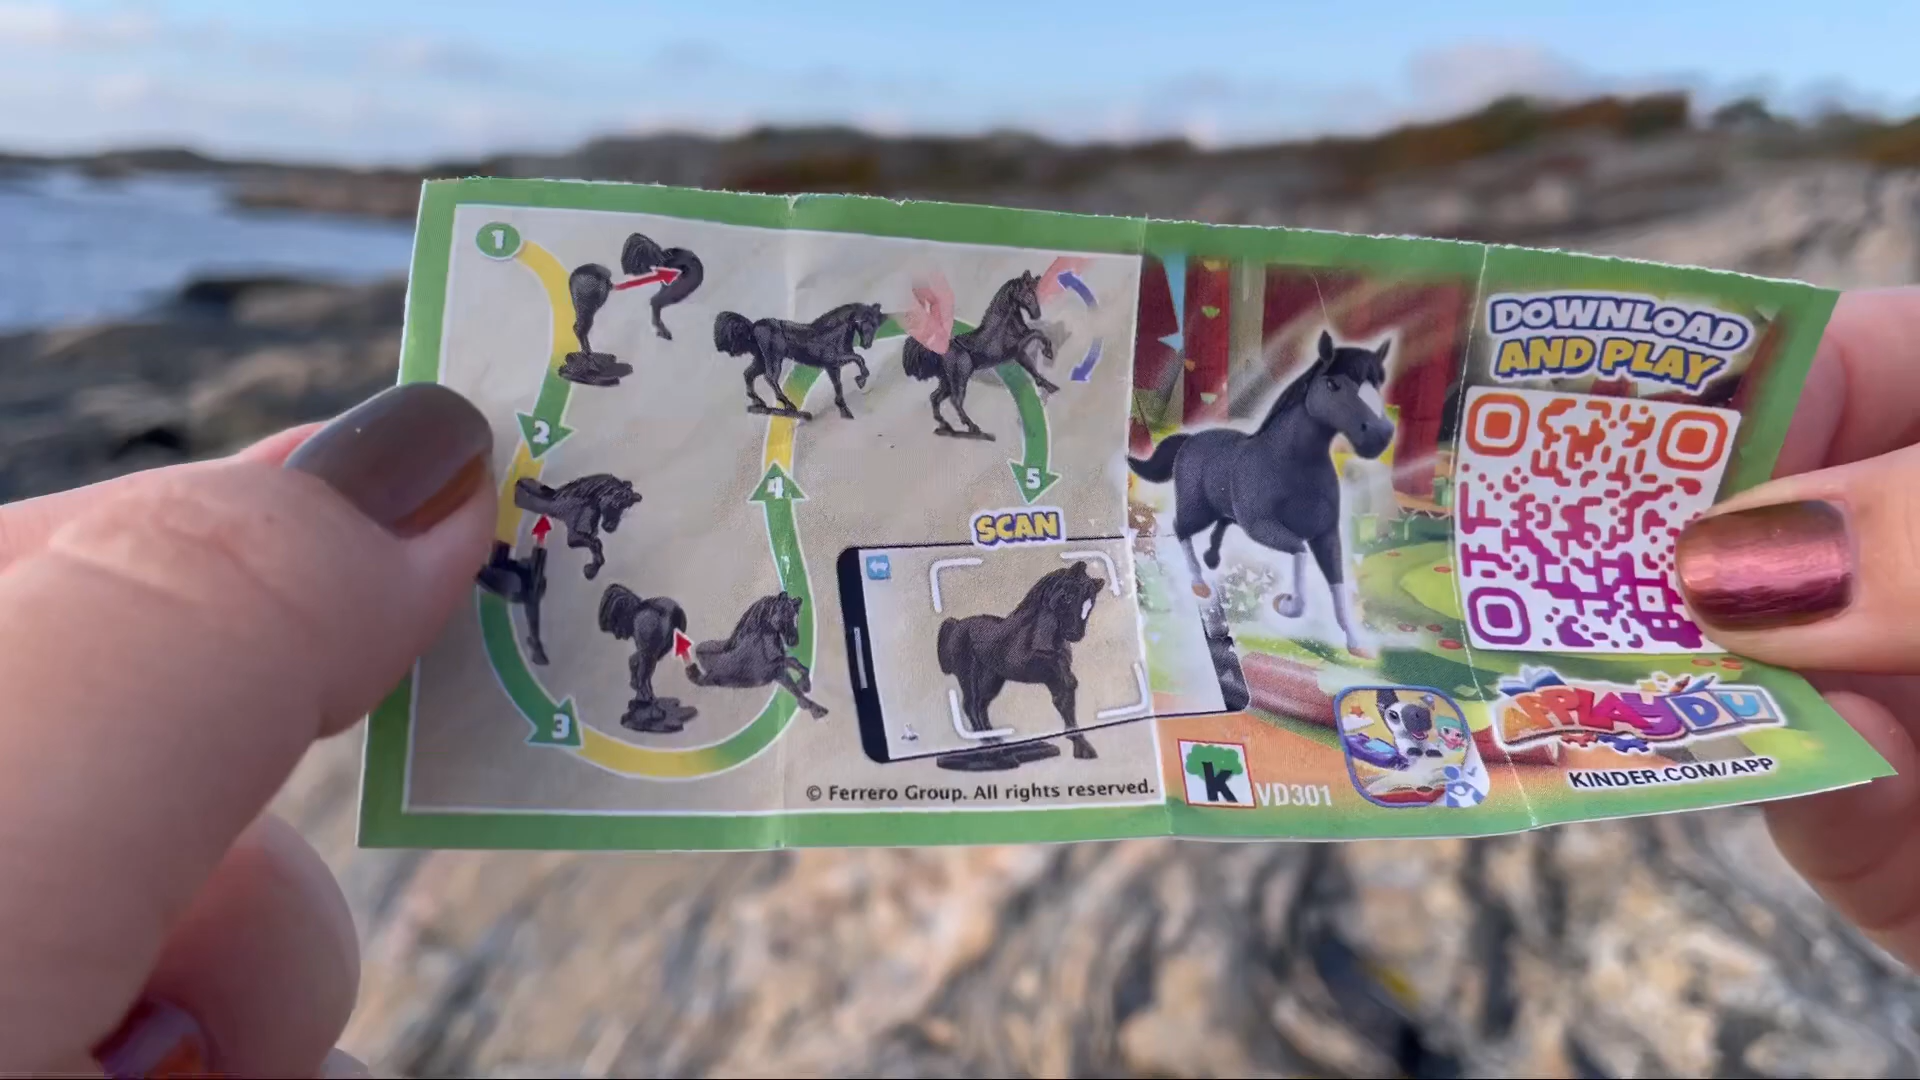 1
2
3
4
5
SCAN
© Ferrero Group. All rights reserved.
k
VD301
DOWNLOAD
AND PLAY
APPLAYDU
KINDER.COM/APP